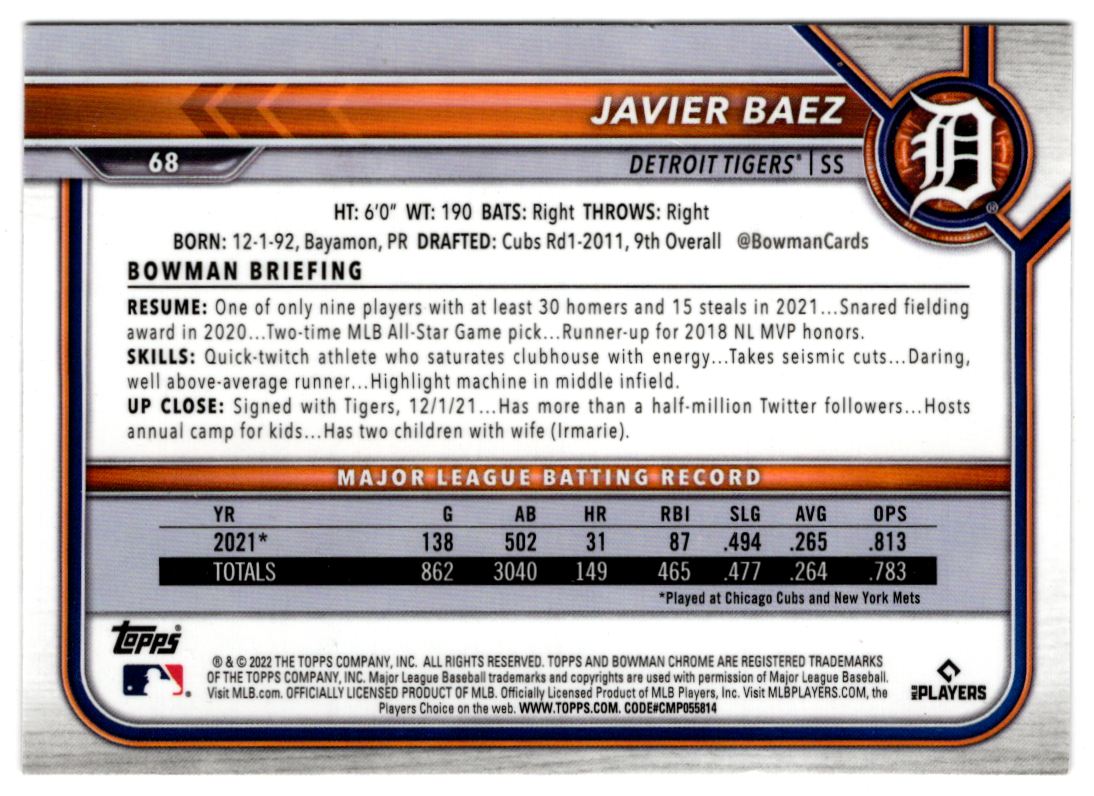 JAVIER BAEZ
68
DETROIT TIGERS® | SS
D
®
HT: 6'0" WT: 190 BATS: Right THROWS: Right
BORN: 12-1-92, Bayamon, PR DRAFTED: Cubs Rd1-2011, 9th Overall @BowmanCards
BOWMAN BRIEFING
RESUME: One of only nine players with at least 30 homers and 15 steals in 2021...Snared fielding
award in 2020...Two-time MLB All-Star Game pick...Runner-up for 2018 NL MVP honors.
SKILLS: Quick-twitch athlete who saturates clubhouse with energy...Takes seismic cuts...Daring,
well above-average runner...Highlight machine in middle infield.
UP CLOSE: Signed with Tigers, 12/1/21...Has more than a half-million Twitter followers...Hosts
annual camp for kids...Has two children with wife (Irmarie).
MAJOR LEAGUE BATTING RECORD
YR G AB HR RBI SLG AVG OPS
2021* 138 502 31 87 .494 .265 .813
TOTALS 862 3040 149 465 .477 .264 .783
*Played at Chicago Cubs and New York Mets
TOPPS®
® & © 2022 THE TOPPS COMPANY, INC. ALL RIGHTS RESERVED. TOPPS AND BOWMAN CHROME ARE REGISTERED TRADEMARKS
OF THE TOPPS COMPANY, INC. Major League Baseball trademarks and copyrights are used with permission of Major League Baseball.
Visit MLB.com. OFFICIALLY LICENSED PRODUCT OF MLB. Officially Licensed Product of MLB Players, Inc. Visit MLBPLAYERS.COM, the
Players Choice on the web. WWW.TOPPS.COM. CODE#CMP055814
MLB PLAYERS